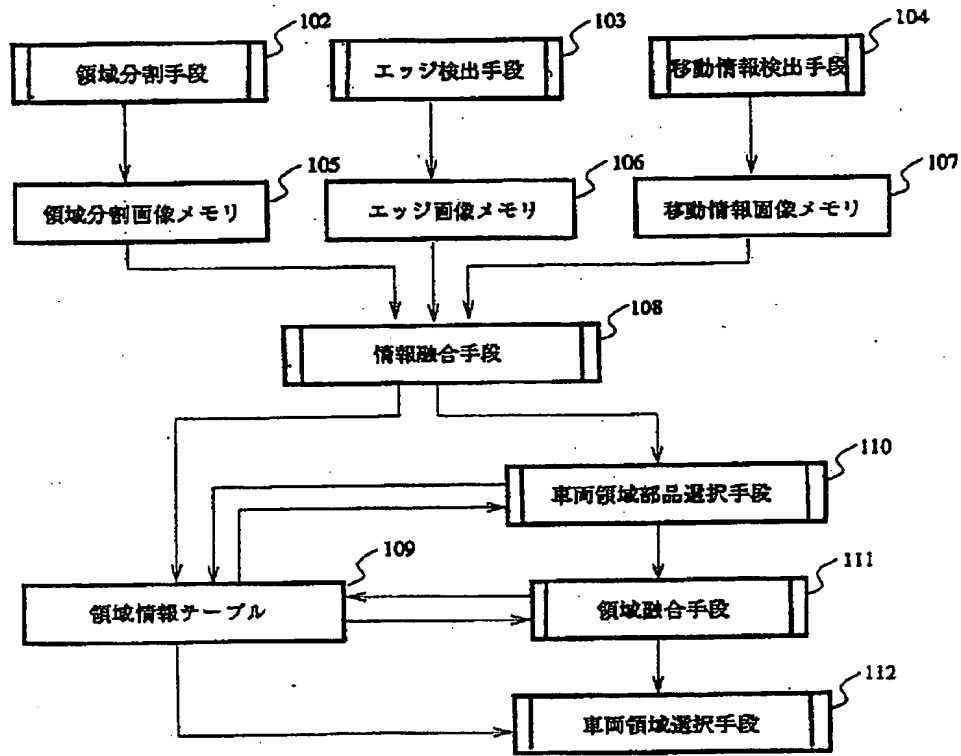 102
103
104
領域分割手段
エッジ検出手段
移動情報検出手段
105
106
107
領域分割画像メモリ
エッジ画像メモリ
移動情報画像メモリ
108
情報融合手段
110
車両領域部品選択手段
109
111
領域情報テーブル
領域融合手段
112
車両領域選択手段